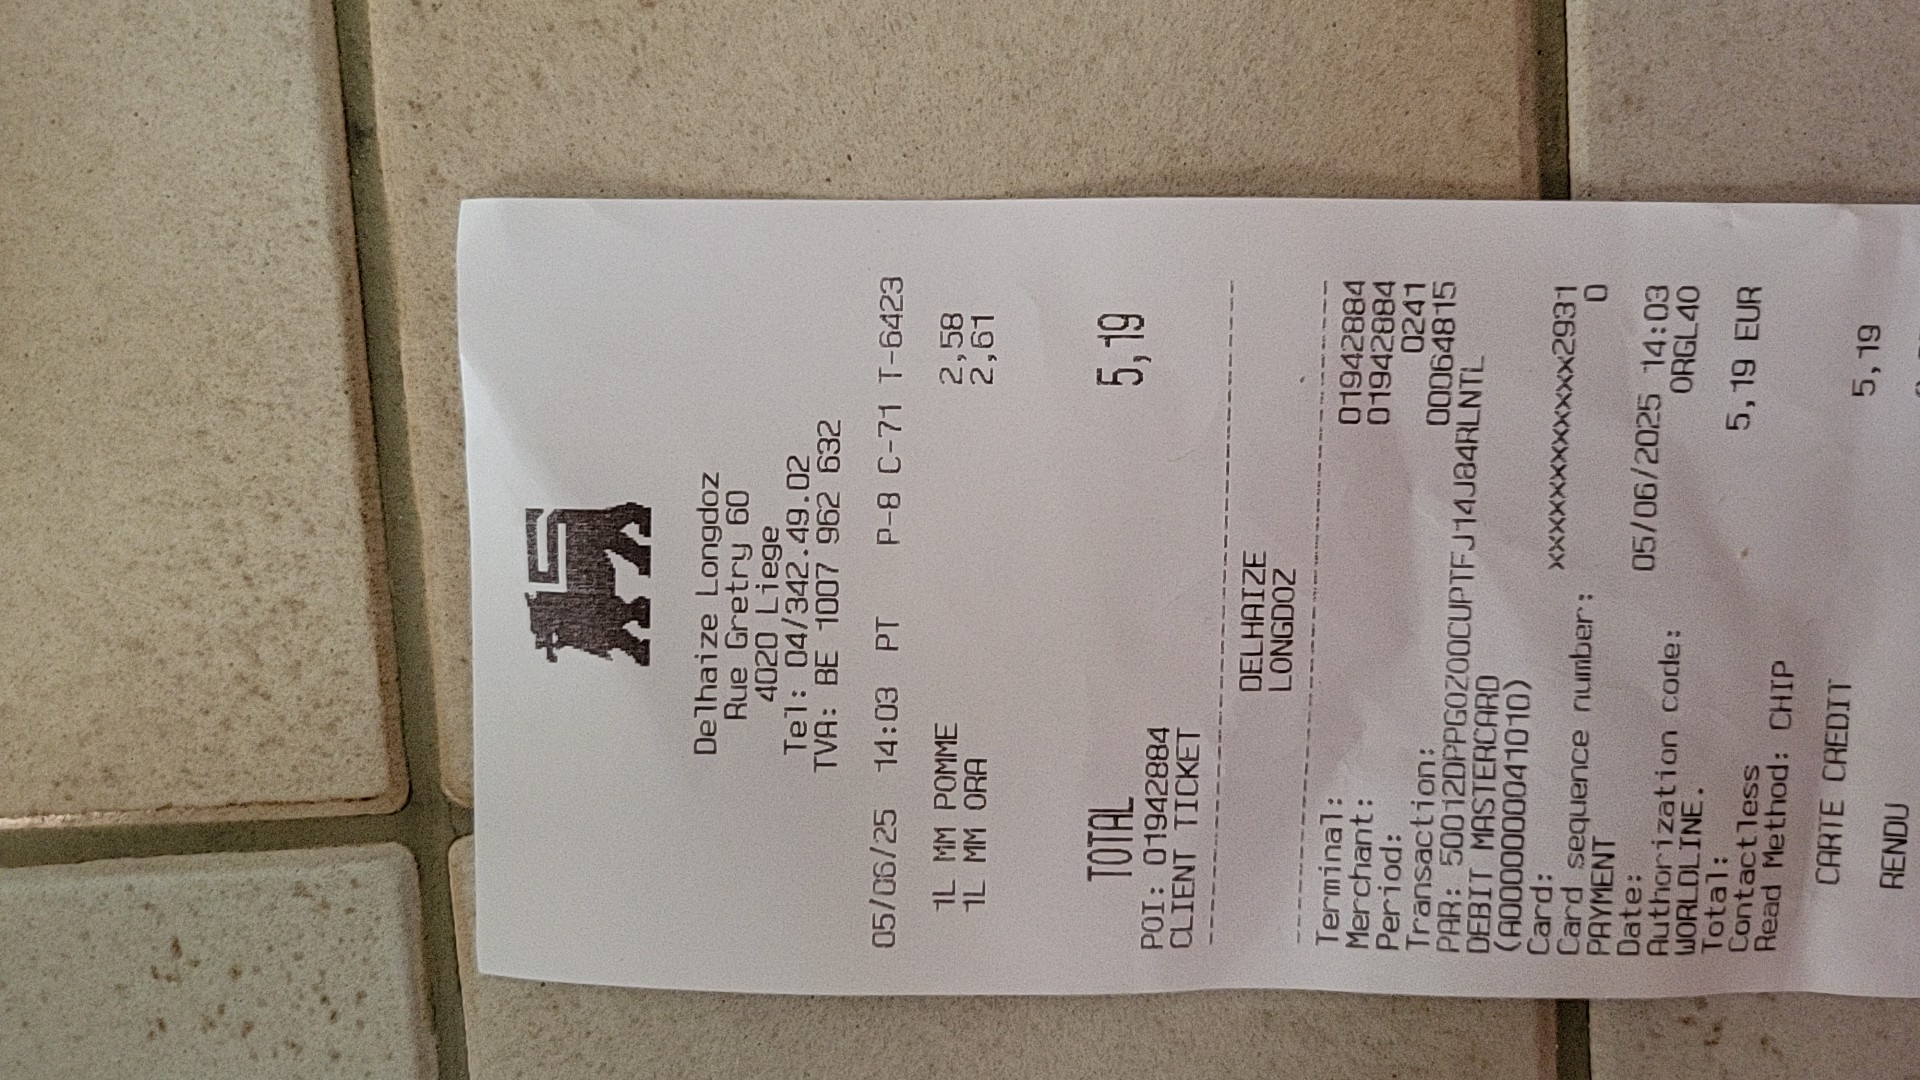 Delhaize Longdoz
Rue Gretry 60
4020 Liege
Tel: 04/342.49.02
TVA: BE 1007 962 632
05/06/25 14:03 PT P-8 C-71 T-6423
1L MM POMME 2,58
1L MM ORA 2,61
TOTAL 5,19
POI: 01942884
CLIENT TICKET
DELHAIZE
LONGDOZ
Terminal: 01942884
Merchant: 01942884
Period: 0241
Transaction: 00064815
PAR: 50012DPPGOZ00CUPTFJ14J84RLNTL
DEBIT MASTERCARD
(A0000000041010)
Card: xxxxxxxxxxxxx2931
Card sequence number: 0
PAYMENT
Date: 05/06/2025 14:03
Authorization code: ORGL40
WORLDLINE.
Total: 5,19 EUR
Contactless
Read Method: CHIP
CARTE CREDIT 5,19
RENDU